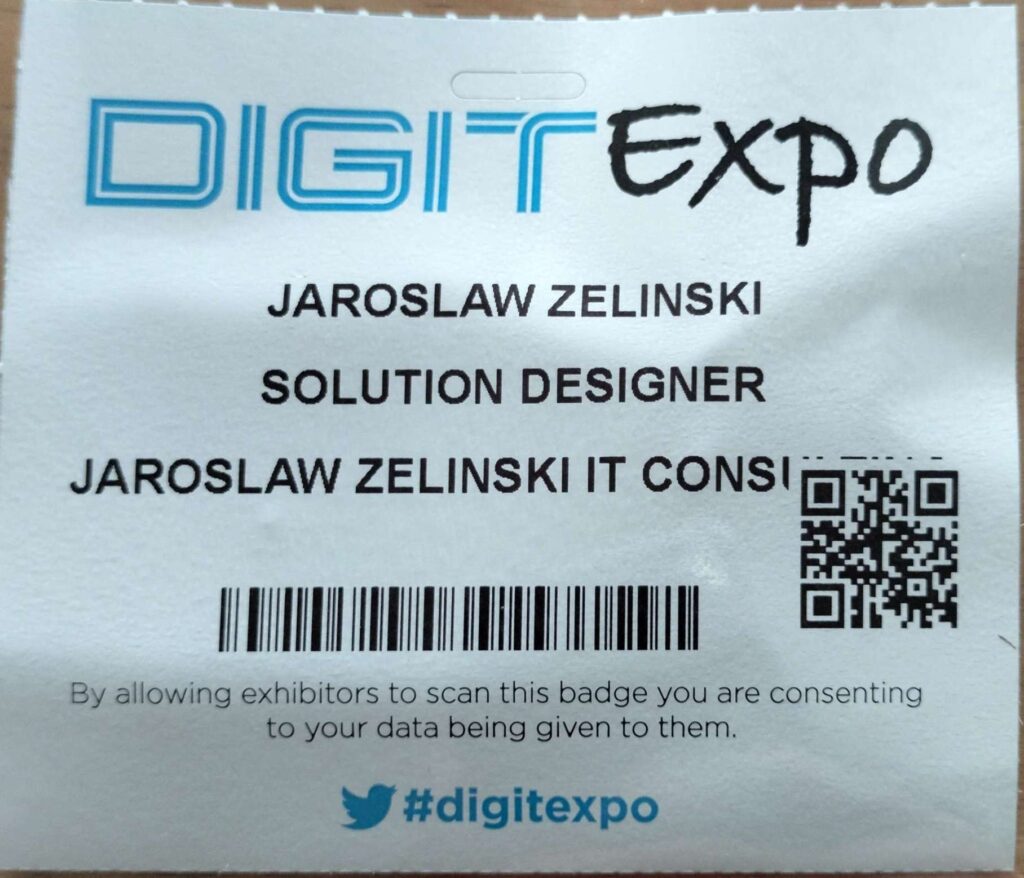 DIGIT Expo
JAROSLAW ZELINSKI
SOLUTION DESIGNER
JAROSLAW ZELINSKI IT
By allowing exhibitors to scan this badge you are consenting
to your data being given to them.
#digitexpo